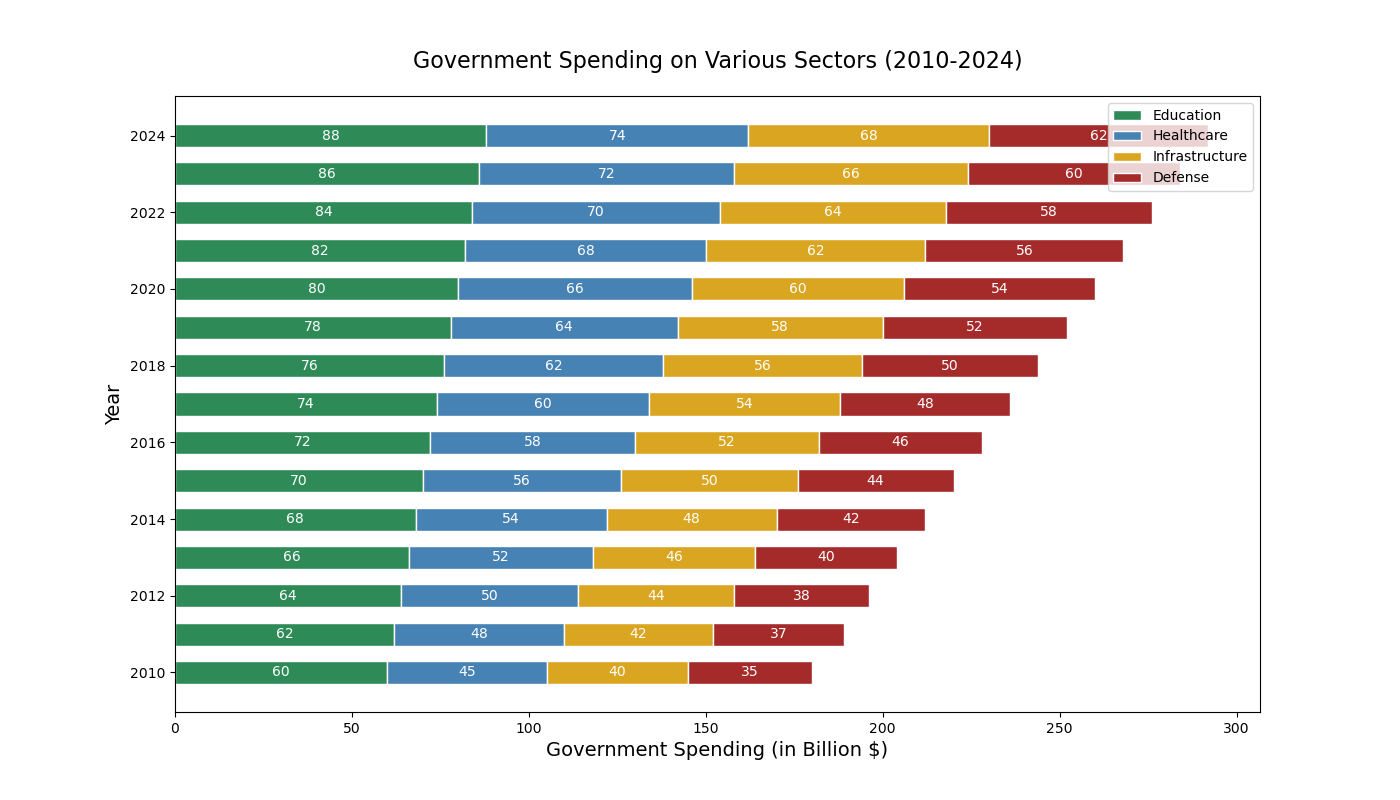 Government Spending on Various Sectors (2010-2024)
Education
Healthcare
Infrastructure
Defense
2024 88 74 68 62
86 72 66 60
2022 84 70 64 58
82 68 62 56
2020 80 66 60 54
78 64 58 52
2018 76 62 56 50
74 60 54 48
2016 72 58 52 46
70 56 50 44
2014 68 54 48 42
66 52 46 40
2012 64 50 44 38
62 48 42 37
2010 60 45 40 35
Year
0 50 100 150 200 250 300
Government Spending (in Billion $)